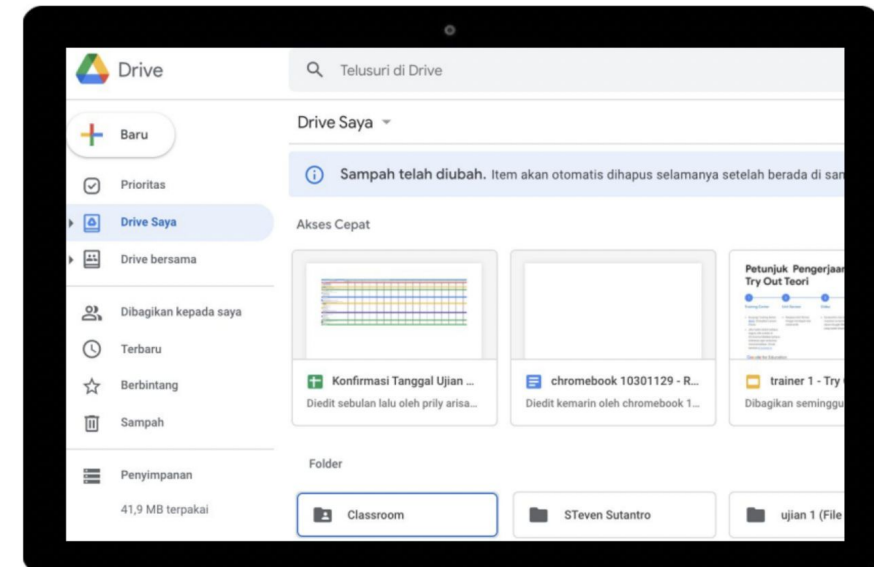 Drive
Telusuri di Drive
Baru
Drive Saya
Prioritas
Sampah telah diubah. Item akan otomatis dihapus selamanya setelah berada di
Drive Saya
Akses Cepat
Drive bersama
Dibagikan kepada saya
Terbaru
Berbintang
Sampah
Penyimpanan
41,9 MB terpakai
Petunjuk Pengerjaan
Try Out Teori
Konfirmasi Tanggal Ujian ...
Diedit sebulan lalu oleh prily arisa...
chromebook 10301129 - R...
Diedit kemarin oleh chromebook 1...
trainer 1 - Try
Dibagikan seminggu
Folder
Classroom
STeven Sutantro
ujian 1 (File